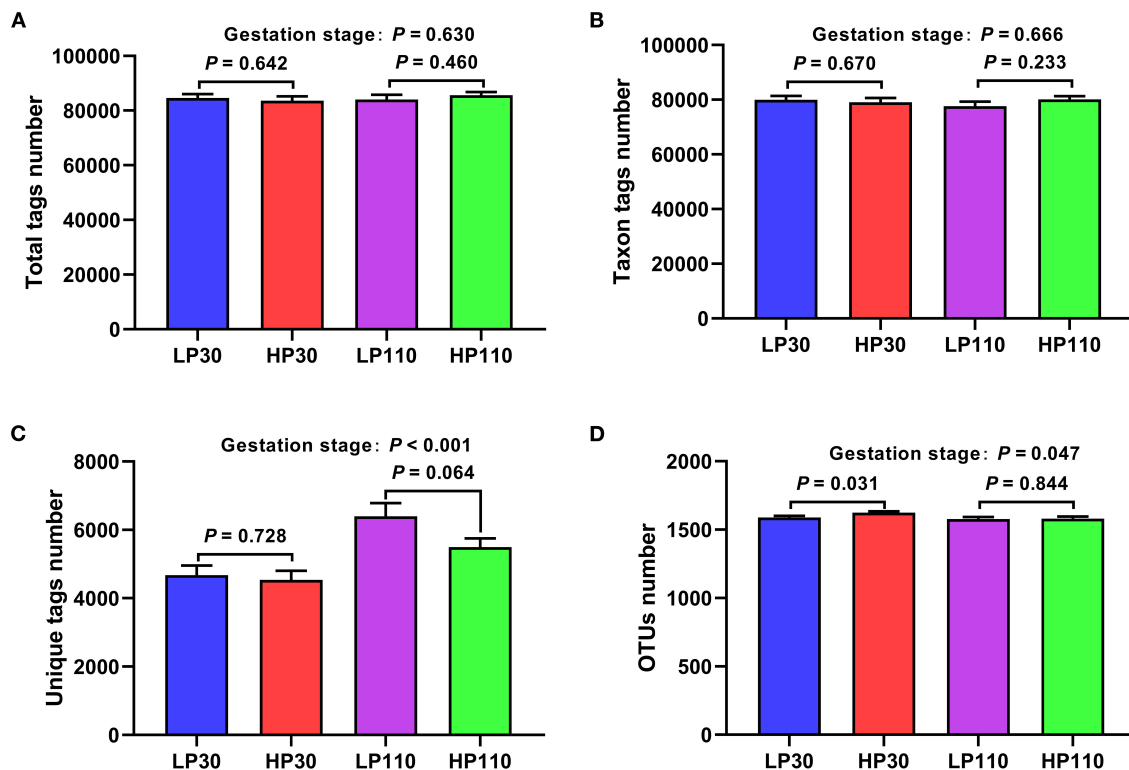 A
Gestation stage: P = 0.630
P = 0.642
P = 0.460
Total tags number
100000
80000
60000
40000
20000
0
LP30
HP30
LP110
HP110
B
Gestation stage: P = 0.666
P = 0.670
P = 0.233
Taxon tags number
100000
80000
60000
40000
20000
0
LP30
HP30
LP110
HP110
C
Gestation stage: P < 0.001
P = 0.064
P = 0.728
Unique tags number
8000
6000
4000
2000
0
LP30
HP30
LP110
HP110
D
Gestation stage: P = 0.047
P = 0.031
P = 0.844
OTUs number
2000
1500
1000
500
0
LP30
HP30
LP110
HP110